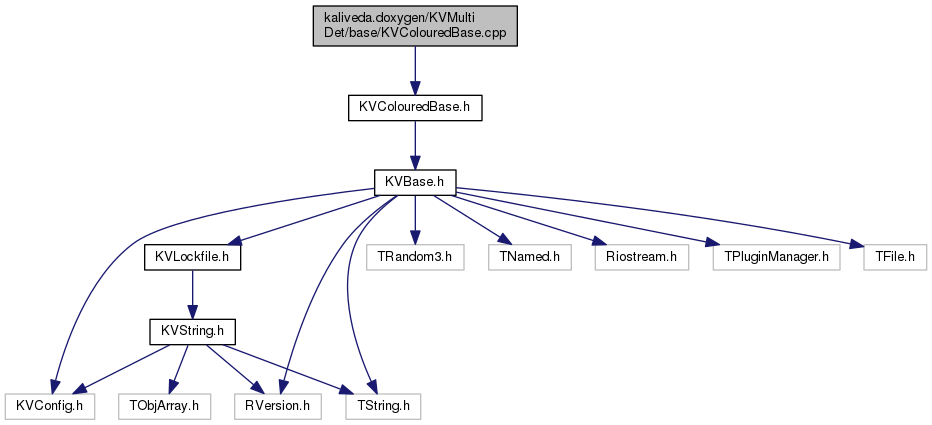 kaliveda.doxygen/KVMulti
Det/base/KVColouredBase.cpp
KVColouredBase.h
KVBase.h
KVLockfile.h
TRandom3.h
TNamed.h
Riostream.h
TPluginManager.h
TFile.h
KVString.h
KVConfig.h
TObjArray.h
RVersion.h
TString.h